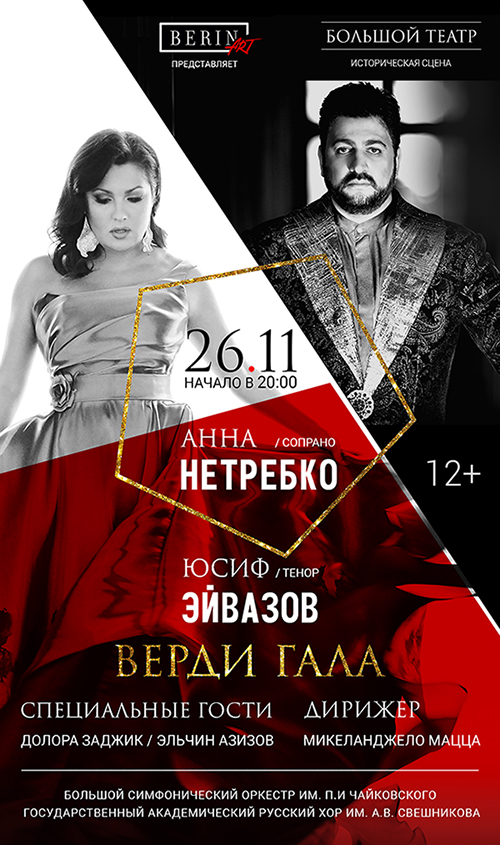 BERIN
ART
ПРЕДСТАВЛЯЕТ
БОЛЬШОЙ ТЕАТР
ИСТОРИЧЕСКАЯ СЦЕНА
26.11
НАЧАЛО В 20:00
АННА / СОПРАНО
НЕТРЕБКО
12+
ЮСИФ / ТЕНОР
ЭЙВАЗОВ
ВЕРДИ ГАЛА
СПЕЦИАЛЬНЫЕ ГОСТИ
ДОЛОРА ЗАДЖИК / ЭЛЬЧИН АЗИЗОВ
ДИРИЖЕР
МИКЕЛАНДЖЕЛО МАЦЦА
БОЛЬШОЙ СИМФОНИЧЕСКИЙ ОРКЕСТР ИМ. П.И ЧАЙКОВСКОГО
ГОСУДАРСТВЕННЫЙ АКАДЕМИЧЕСКИЙ РУССКИЙ ХОР ИМ. А.В. СВЕШНИКОВА